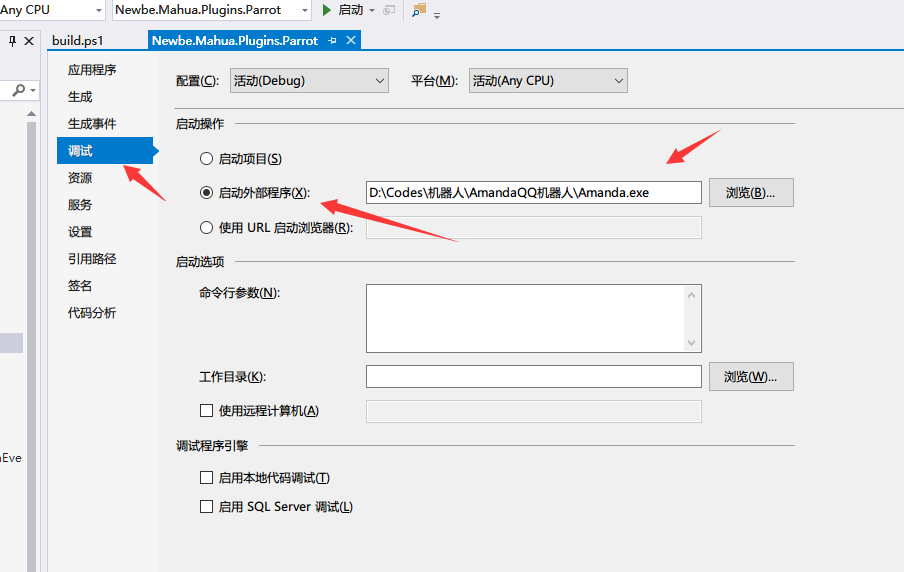 Any CPU Newbe.Mahua.Plugins.Parrot 启动
build.ps1 Newbe.Mahua.Plugins.Parrot
应用程序
生成
生成事件
调试
资源
服务
设置
引用路径
签名
代码分析
配置(C): 活动(Debug) 平台(M): 活动(Any CPU)
启动操作
启动项目(S)
启动外部程序(X): D:\Codes\机器人\AmandaQQ机器人\Amanda.exe 浏览(B)...
使用 URL 启动浏览器(R):
启动选项
命令行参数(N):
工作目录(K): 浏览(W)...
使用远程计算机(A)
调试程序引擎
启用本地代码调试(T)
启用 SQL Server 调试(L)